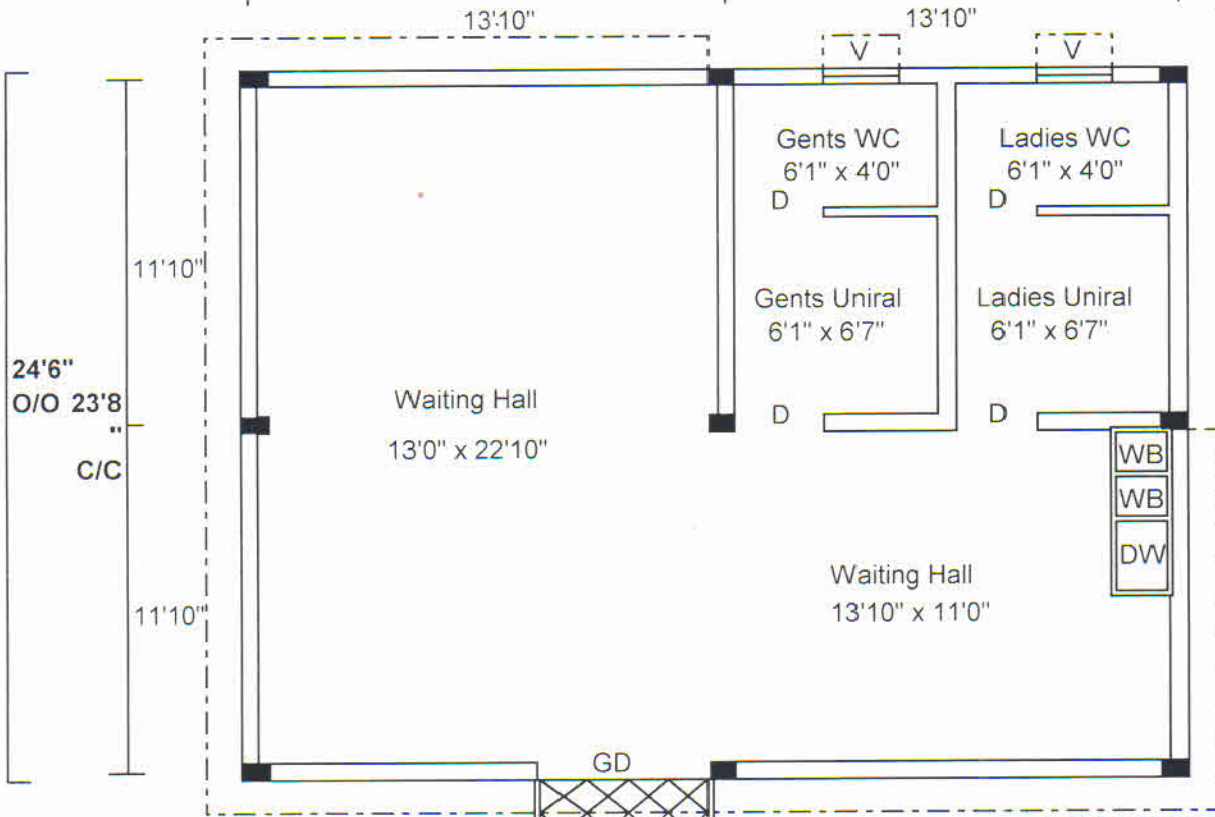 13'10"
13'10"
V
V
Gents WC
6'1" x 4'0"
Ladies WC
6'1" x 4'0"
D
D
11'10"
Gents Uniral
6'1" x 6'7"
Ladies Uniral
6'1" x 6'7"
24'6"
O/O
23'8
"
C/C
Waiting Hall
13'0" x 22'10"
D
D
WB
WB
DW
Waiting Hall
13'10" x 11'0"
11'10"
GD